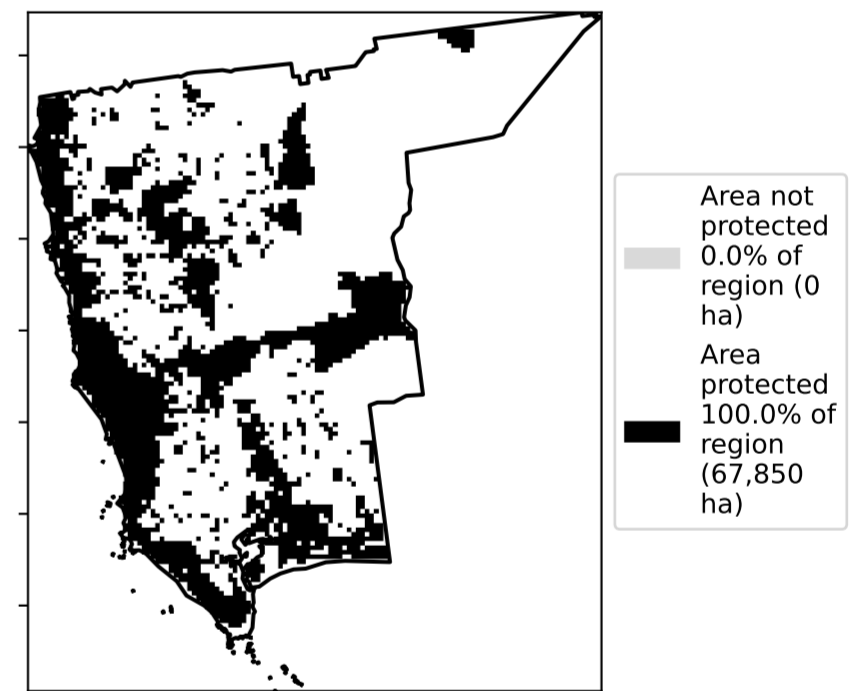 Area not
protected
0.0% of
region (0
ha)
Area
protected
100.0% of
region
(67,850
ha)